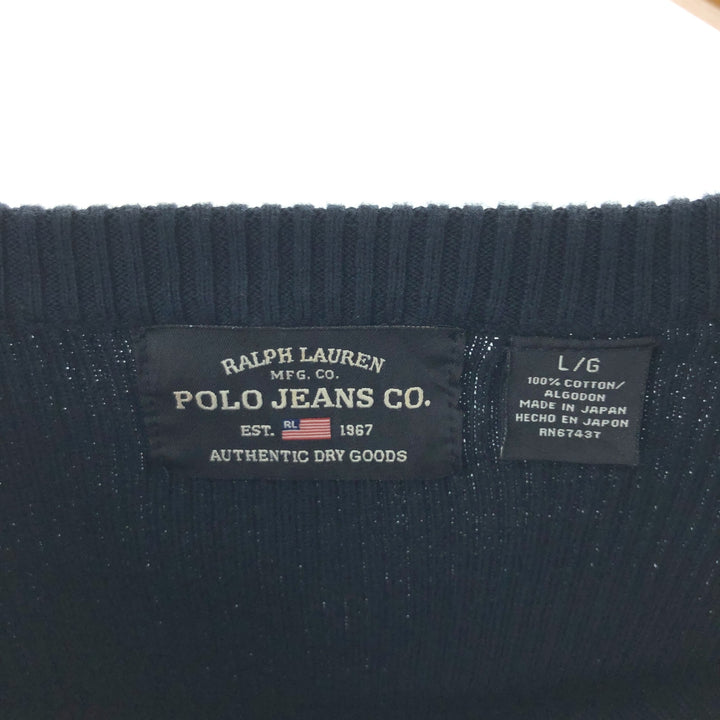 RALPH LAUREN
MFG. CO.
POLO JEANS CO.
EST. RL 1967
AUTHENTIC DRY GOODS
L/G
100% COTTON/
ALGODON
MADE IN JAPAN
HECHO EN JAPON
RN67437